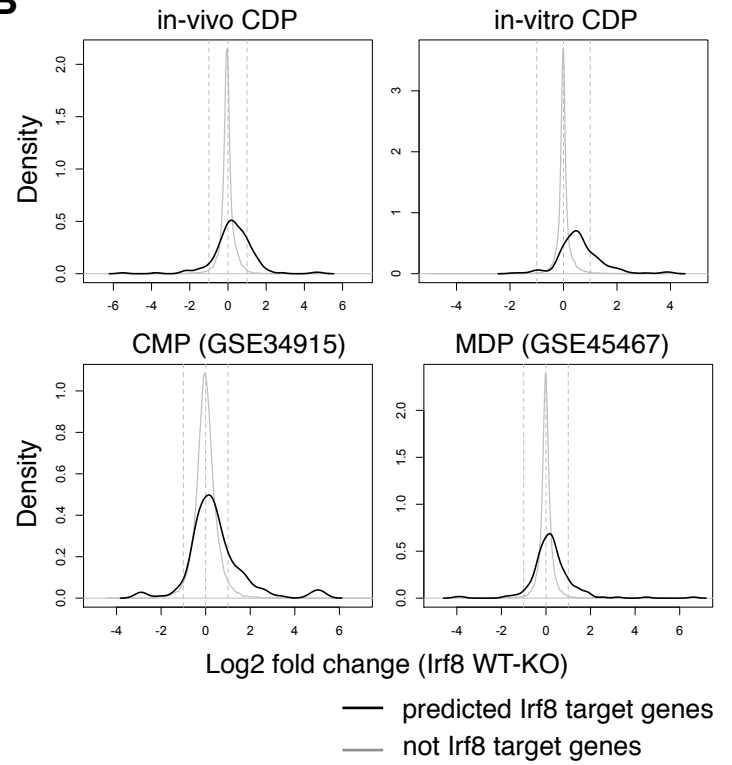 B
in-vivo CDP
in-vitro CDP
Density
0.0 0.5 1.0 1.5 2.0
-6 -4 -2 0 2 4 6
0 1 2 3
-4 -2 0 2 4
CMP (GSE34915)
MDP (GSE45467)
Density
0.0 0.2 0.4 0.6 0.8 1.0
-4 -2 0 2 4 6
0.0 0.5 1.0 1.5 2.0
-4 -2 0 2 4 6
Log2 fold change (Irf8 WT-KO)
predicted Irf8 target genes
not Irf8 target genes